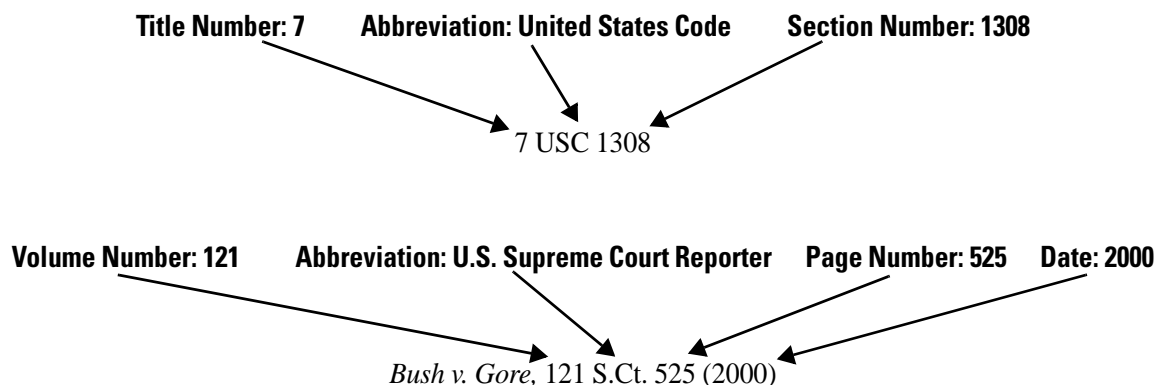 Title Number: 7 Abbreviation: United States Code Section Number: 1308
7 USC 1308
Volume Number: 121 Abbreviation: U.S. Supreme Court Reporter Page Number: 525 Date: 2000
Bush v. Gore, 121 S.Ct. 525 (2000)